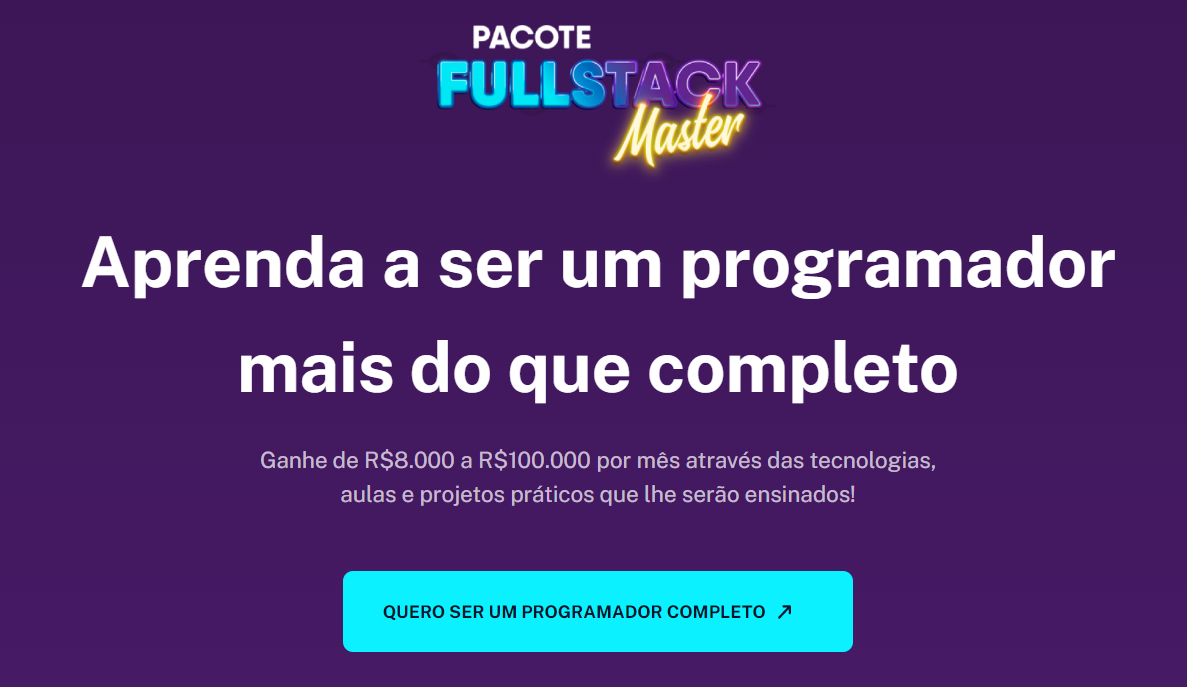 PACOTE
FULLSTACK
Master
Aprenda a ser um programador
mais do que completo
Ganhe de R$8.000 a R$100.000 por mês através das tecnologias,
aulas e projetos práticos que lhe serão ensinados!
QUERO SER UM PROGRAMADOR COMPLETO ↗